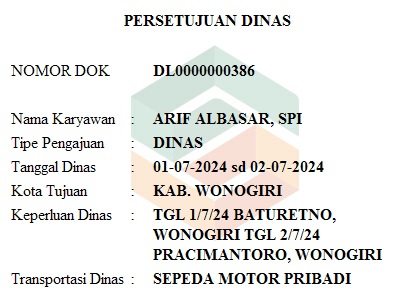 PERSETUJUAN DINAS
NOMOR DOK DL0000000386
Nama Karyawan : ARIF ALBASAR, SPI
Tipe Pengajuan : DINAS
Tanggal Dinas : 01-07-2024 sd 02-07-2024
Kota Tujuan : KAB. WONOGIRI
Keperluan Dinas : TGL 1/7/24 BATURETNO,
WONOGIRI TGL 2/7/24
PRACIMANTORO, WONOGIRI
Transportasi Dinas : SEPEDA MOTOR PRIBADI